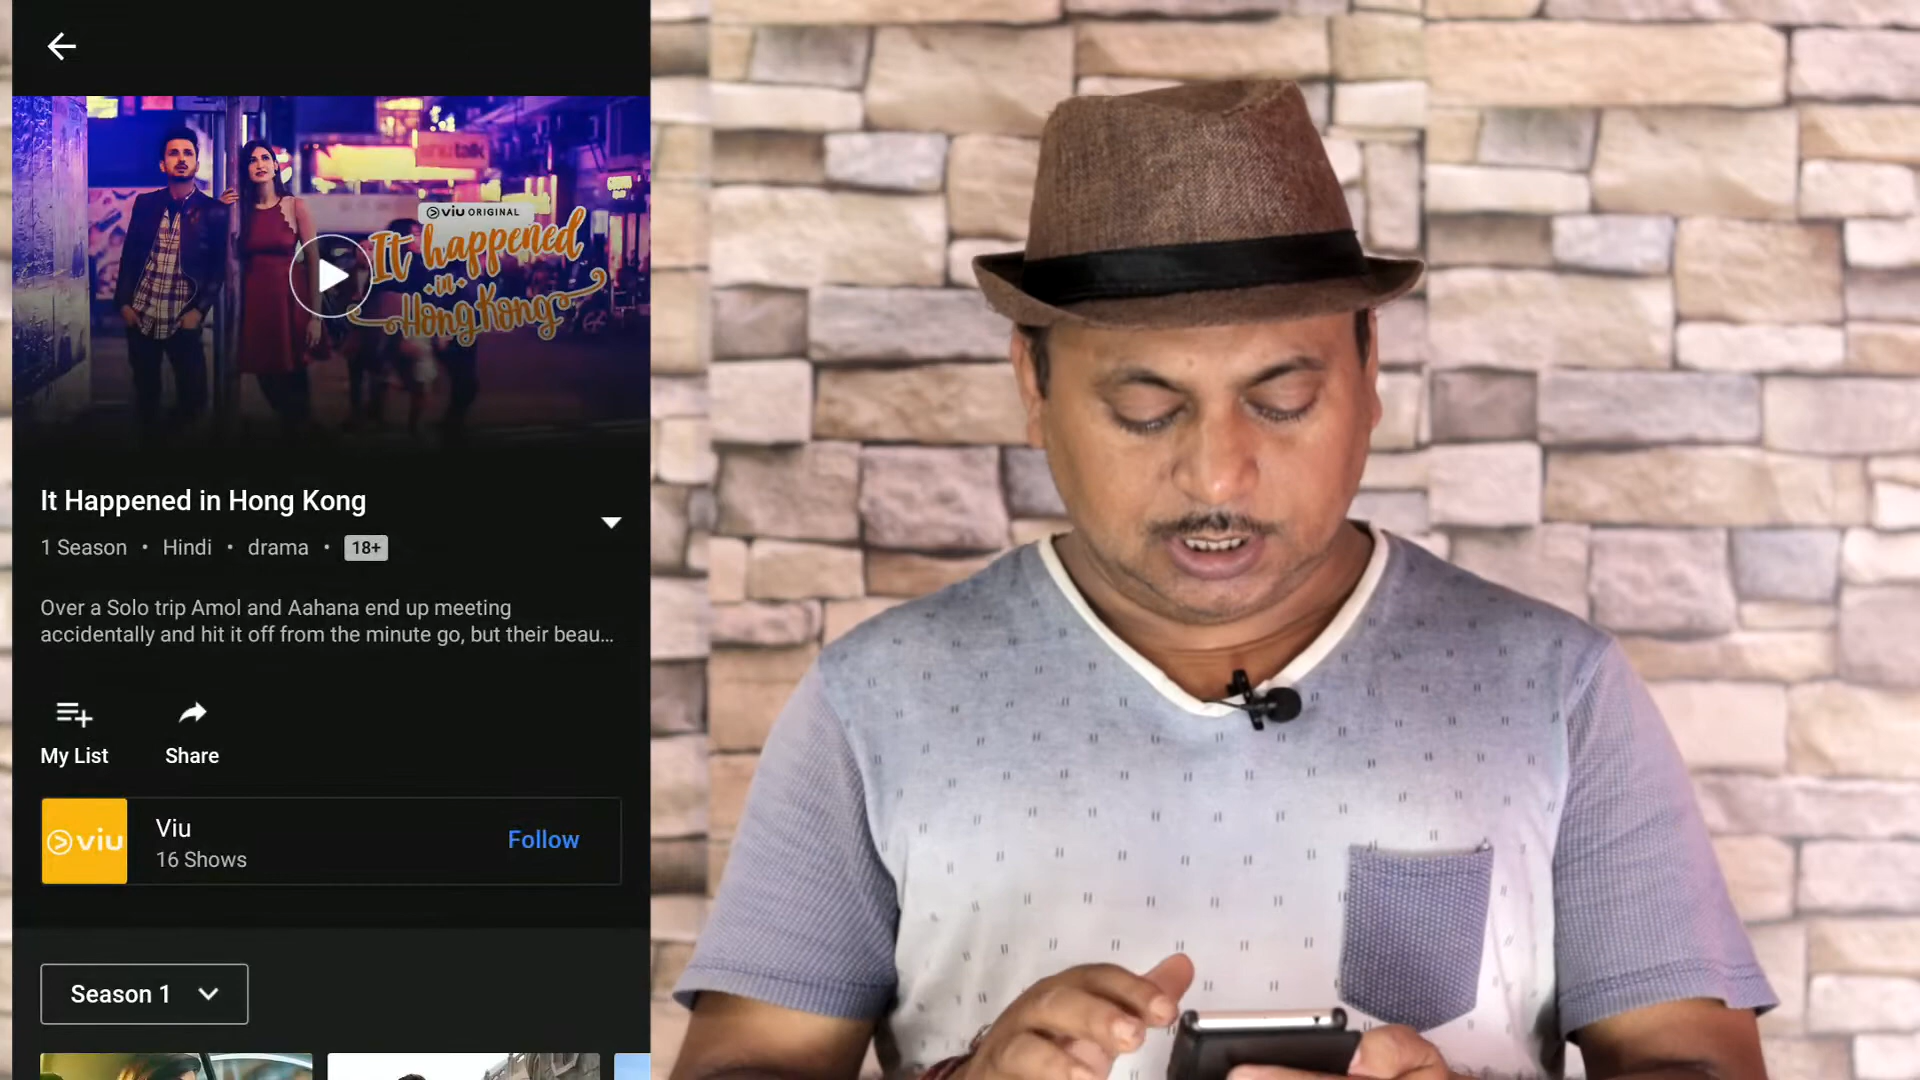 viu ORIGINAL
It happened
in
Hong Kong
It Happened in Hong Kong
1 Season • Hindi • drama • 18+
Over a Solo trip Amol and Aahana end up meeting
accidentally and hit it off from the minute go, but their beau...
My List
Share
viu
Viu
16 Shows
Follow
Season 1